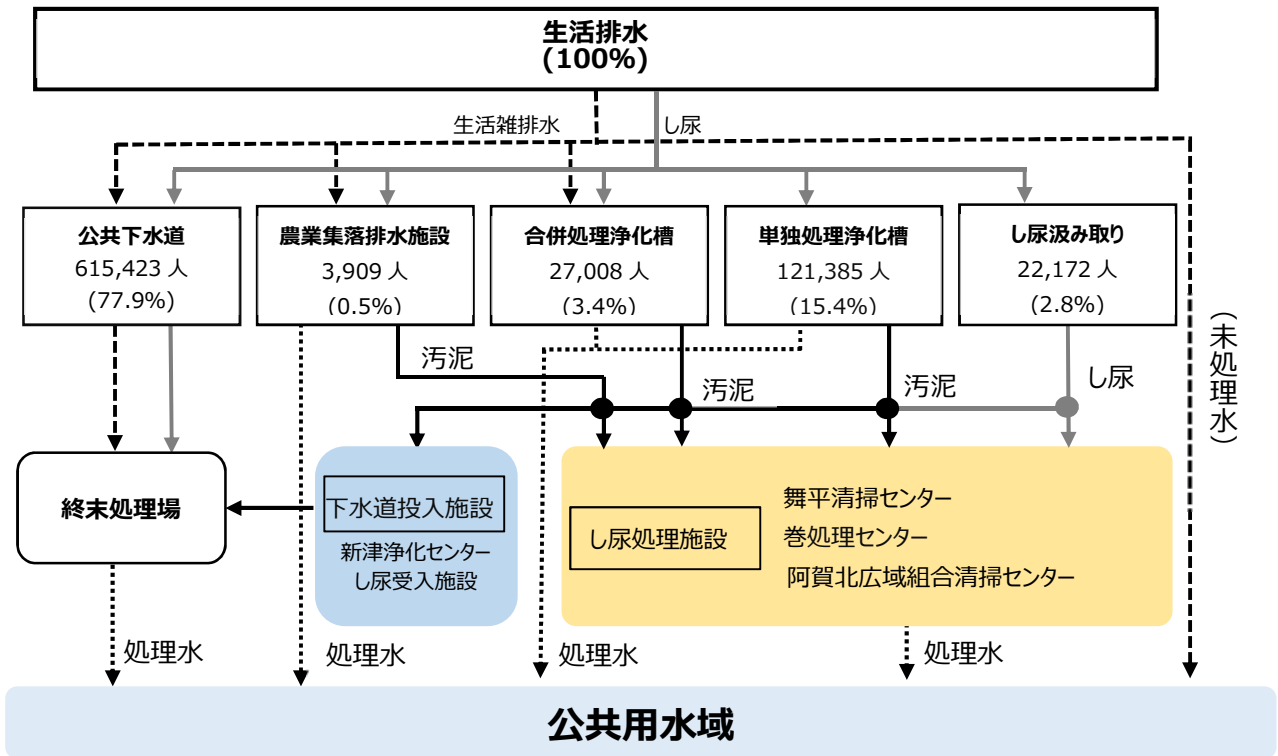 生活排水
(100%)
生活雑排水
し尿
公共下水道
615,423 人
(77.9%)
農業集落排水施設
3,909 人
(0.5%)
合併処理浄化槽
27,008 人
(3.4%)
単独処理浄化槽
121,385 人
(15.4%)
し尿汲み取り
22,172 人
(2.8%)
(未処理水)
汚泥
汚泥
汚泥
し尿
終末処理場
下水道投入施設
新津浄化センター
し尿受入施設
し尿処理施設
舞平清掃センター
巻処理センター
阿賀北広域組合清掃センター
処理水
処理水
処理水
処理水
公共用水域